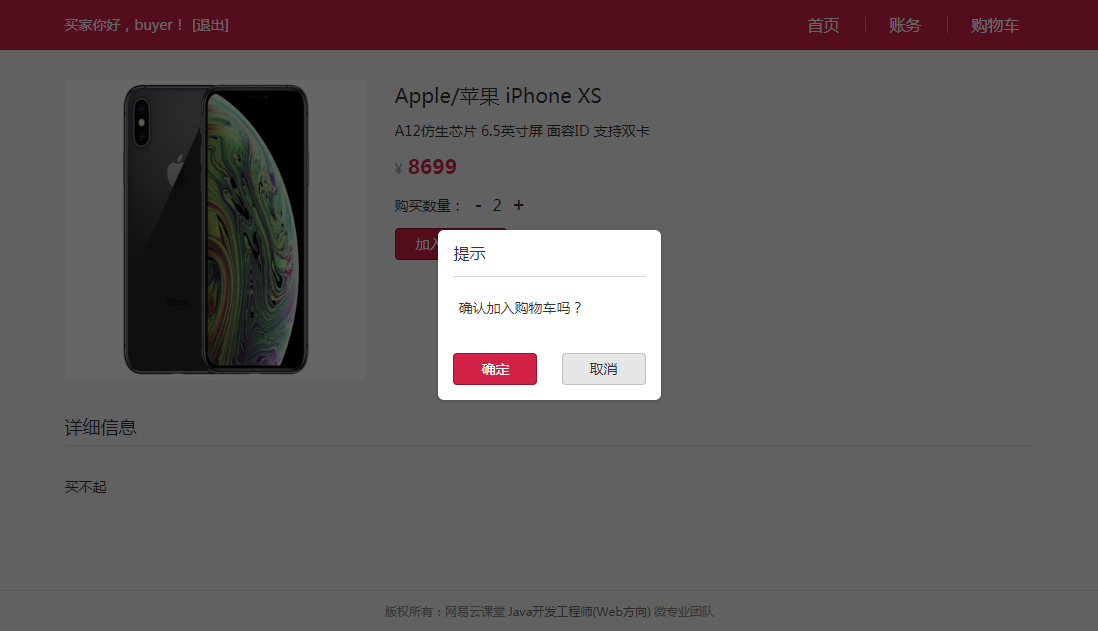 买家你好，buyer！ [退出]
首页 账务 购物车
Apple/苹果 iPhone XS
A12仿生芯片 6.5英寸屏 面容ID 支持双卡
¥ 8699
购买数量： - 2 +
加入
提示
确认加入购物车吗？
确定 取消
详细信息
买不起
版权所有：网易云课堂 Java开发工程师(Web方向) 微专业团队